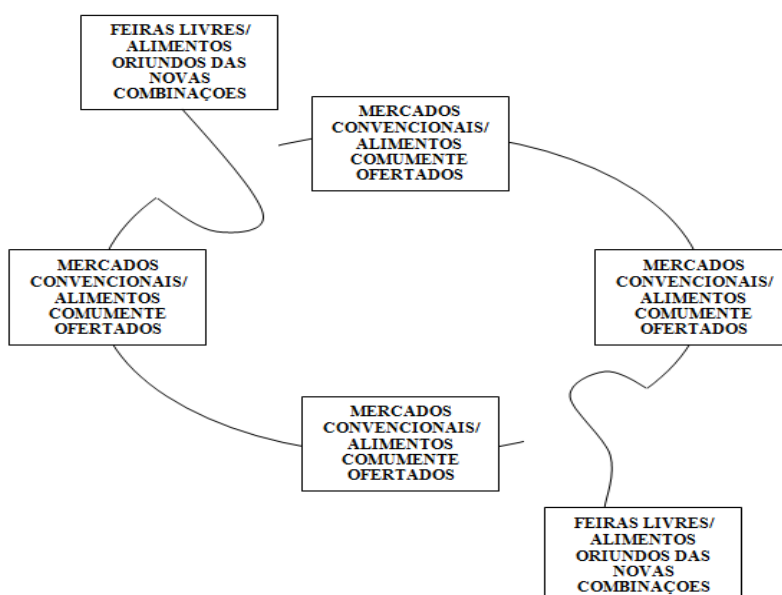 FEIRAS LIVRES/
ALIMENTOS
ORIUNDOS DAS
NOVAS
COMBINAÇOES
MERCADOS
CONVENCIONAIS/
ALIMENTOS
COMUMENTE
OFERTADOS
MERCADOS
CONVENCIONAIS/
ALIMENTOS
COMUMENTE
OFERTADOS
MERCADOS
CONVENCIONAIS/
ALIMENTOS
COMUMENTE
OFERTADOS
MERCADOS
CONVENCIONAIS/
ALIMENTOS
COMUMENTE
OFERTADOS
FEIRAS LIVRES/
ALIMENTOS
ORIUNDOS DAS
NOVAS
COMBINAÇOES